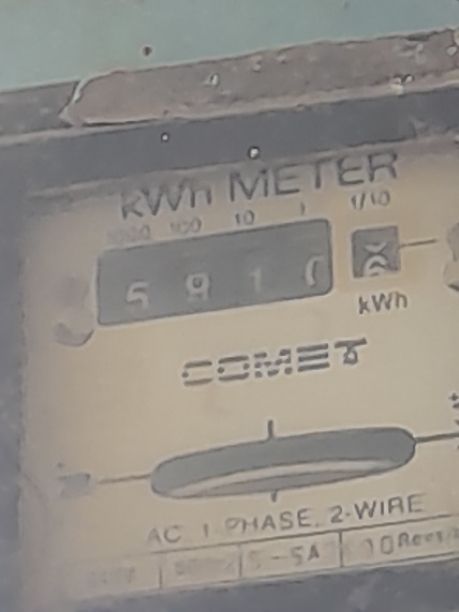 kWh METER
1000 100 10 1 1/10
5 9 1 0
kWh
COMET
AC. 1-PHASE, 2-WIRE
5-5A